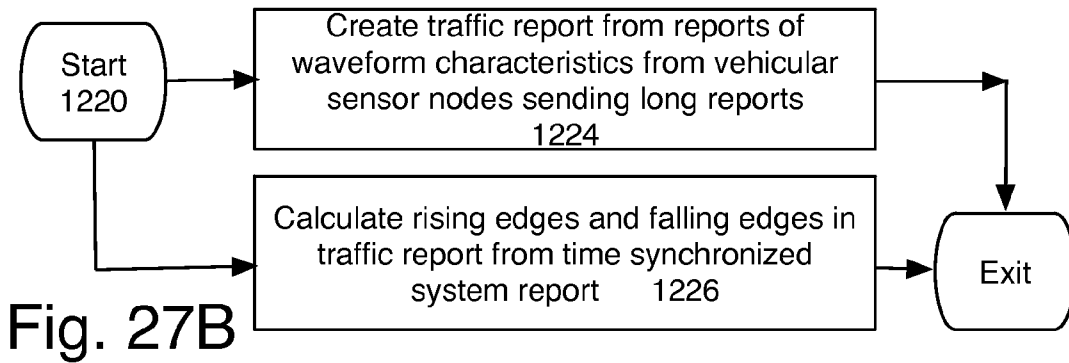 Start
1220
Create traffic report from reports of
waveform characteristics from vehicular
sensor nodes sending long reports
1224
Calculate rising edges and falling edges in
traffic report from time synchronized
system report 1226
Exit
Fig. 27B